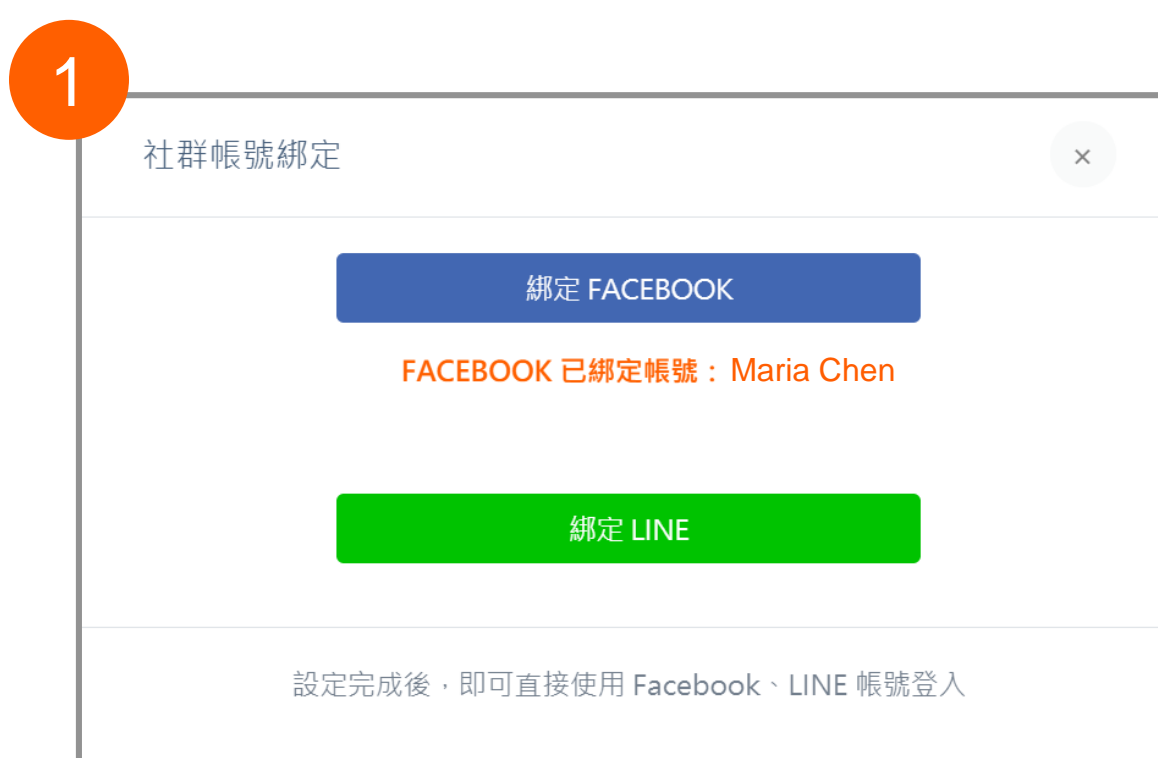 1
社群帳號綁定
×
綁定 FACEBOOK
FACEBOOK 已綁定帳號：Maria Chen
綁定 LINE
設定完成後，即可直接使用 Facebook、LINE 帳號登入